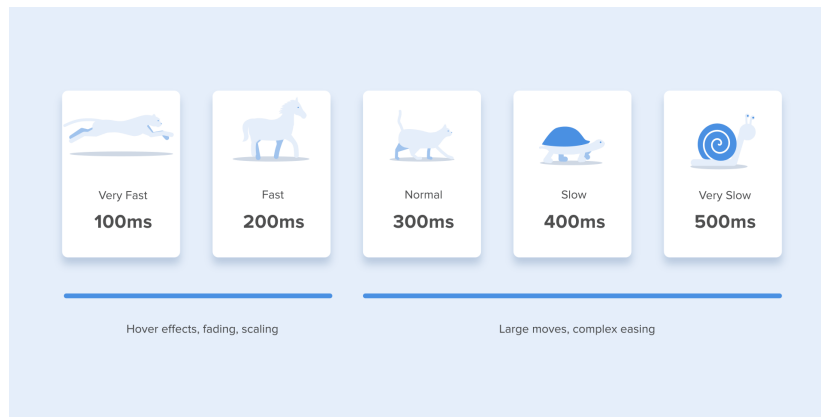 Very Fast
100ms
Fast
200ms
Normal
300ms
Slow
400ms
Very Slow
500ms
Hover effects, fading, scaling
Large moves, complex easing